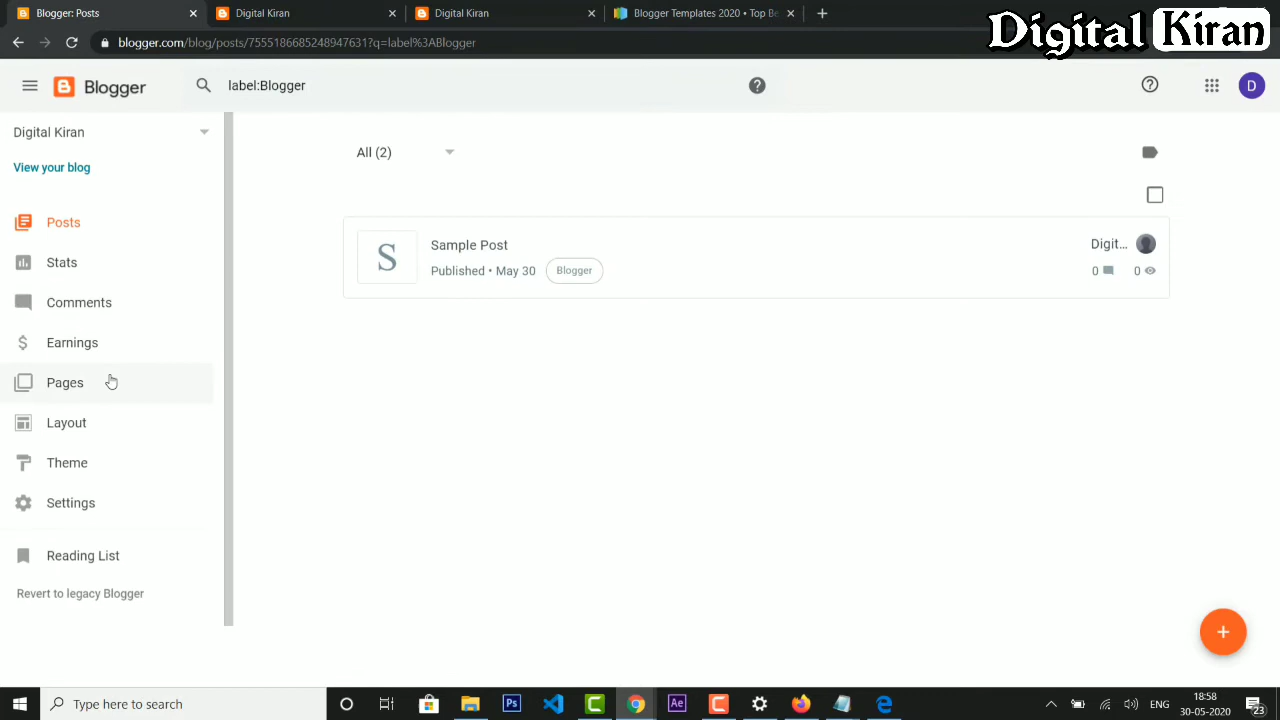 Blogger: Posts
Digital Kiran
Digital Kiran
Blogger Templates 2020 • Top Be
Digital Kiran
blogger.com/blog/posts/7555186685248947631?q=label%3ABlogger
Blogger
label:Blogger
D
Digital Kiran
View your blog
All (2)
Posts
Stats
Comments
Earnings
Pages
Layout
Theme
Settings
Reading List
Revert to legacy Blogger
S
Sample Post
Published • May 30
Blogger
Digit...
0
0
Type here to search
Ps
Ae
ENG
18:58
30-05-2020
23